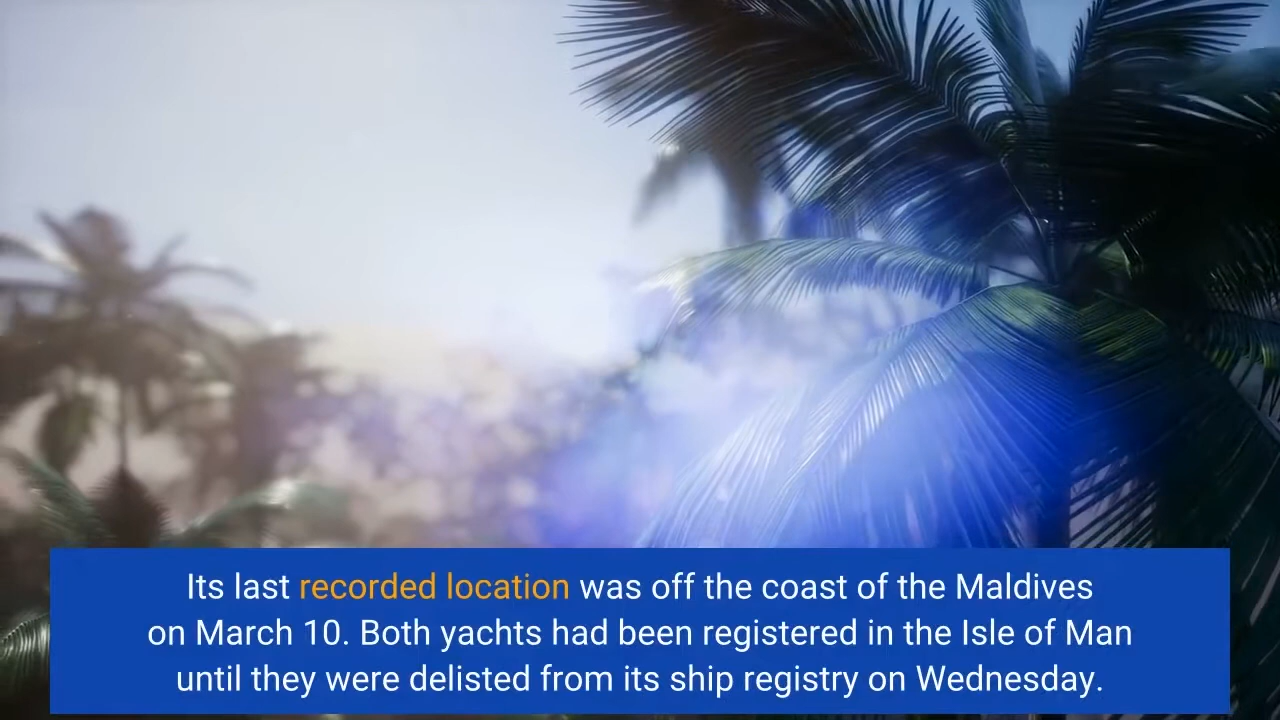 Its last recorded location was off the coast of the Maldives
on March 10. Both yachts had been registered in the Isle of Man
until they were delisted from its ship registry on Wednesday.